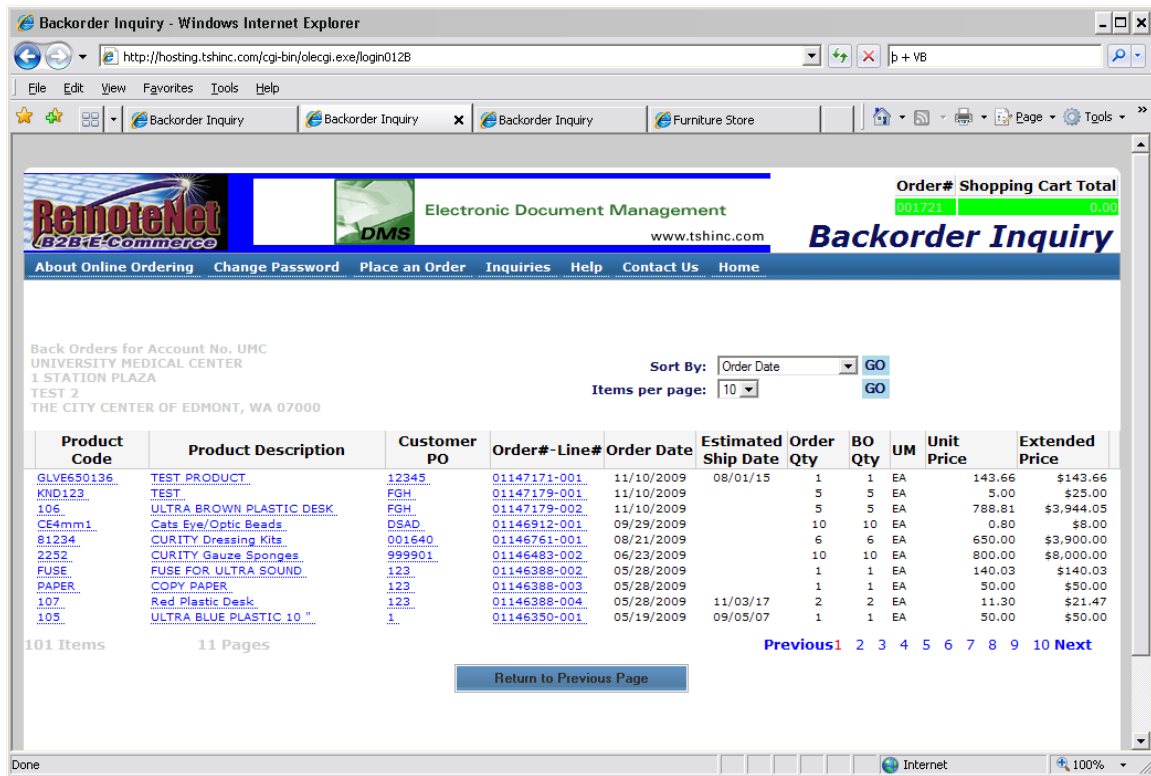 Backorder Inquiry - Windows Internet Explorer
http://hosting.tshinc.com/cgi-bin/olecgi.exe/login012B
þ + VB
File Edit View Favorites Tools Help
Backorder Inquiry Backorder Inquiry x Backorder Inquiry Furniture Store Page Tools »
RemoteNet
B2B E-Commerce
DMS
Electronic Document Management
www.tshinc.com
Order# Shopping Cart Total
001721 0.00
Backorder Inquiry
About Online Ordering Change Password Place an Order Inquiries Help Contact Us Home
Back Orders for Account No. UMC
UNIVERSITY MEDICAL CENTER
1 STATION PLAZA
TEST 2
THE CITY CENTER OF EDMONT, WA 07000
Sort By: Order Date GO
Items per page: 10 GO
Product Code Product Description Customer PO Order#-Line# Order Date Estimated Ship Date Order Qty BO Qty UM Unit Price Extended Price
GLVE650136 TEST PRODUCT 12345 01147171-001 11/10/2009 08/01/15 1 1 EA 143.66 $143.66
KND123 TEST FGH 01147179-001 11/10/2009 5 5 EA 5.00 $25.00
106 ULTRA BROWN PLASTIC DESK FGH 01147179-002 11/10/2009 5 5 EA 788.81 $3,944.05
CE4mm1 Cats Eye/Optic Beads DSAD 01146912-001 09/29/2009 10 10 EA 0.80 $8.00
81234 CURITY Dressing Kits 001640 01146761-001 08/21/2009 6 6 EA 650.00 $3,900.00
2252 CURITY Gauze Sponges 999901 01146483-002 06/23/2009 10 10 EA 800.00 $8,000.00
FUSE FUSE FOR ULTRA SOUND 123 01146388-002 05/28/2009 1 1 EA 140.03 $140.03
PAPER COPY PAPER 123 01146388-003 05/28/2009 1 1 EA 50.00 $50.00
107 Red Plastic Desk 123 01146388-004 05/28/2009 11/03/17 2 2 EA 11.30 $21.47
105 ULTRA BLUE PLASTIC 10 " 1 01146350-001 05/19/2009 09/05/07 1 1 EA 50.00 $50.00
101 Items 11 Pages Previous 1 2 3 4 5 6 7 8 9 10 Next
Return to Previous Page
Done Internet 100%